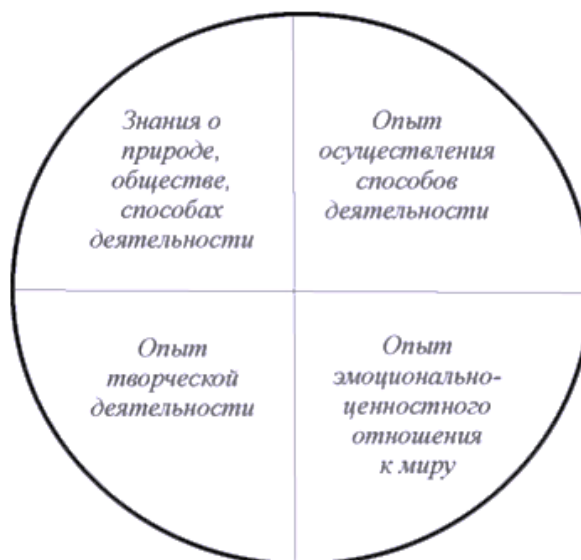 Знания о
природе,
обществе,
способах
деятельности
Опыт
осуществления
способов
деятельности
Опыт
творческой
деятельности
Опыт
эмоционально-
ценностного
отношения
к миру